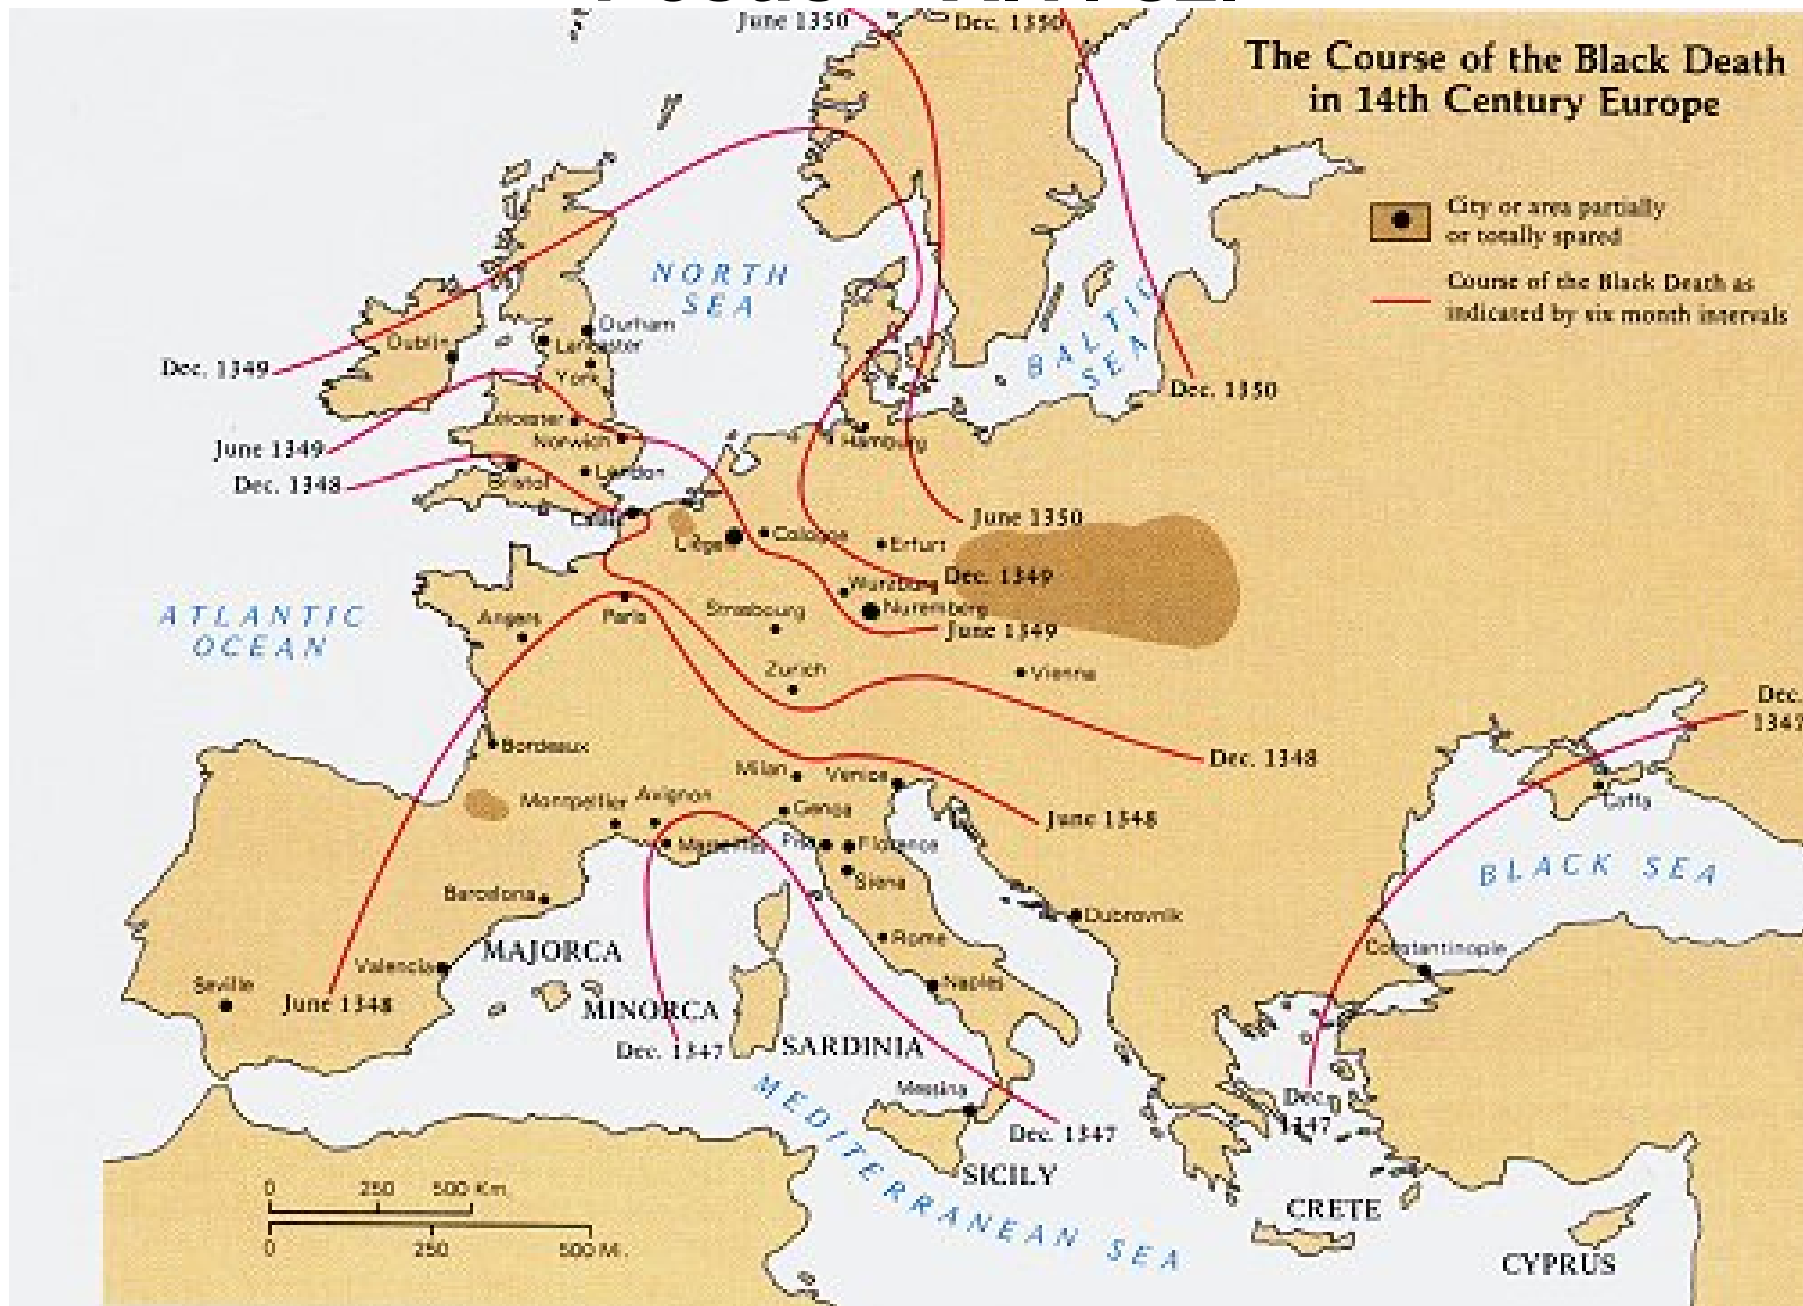 June 1350
Dec. 1350
The Course of the Black Death
in 14th Century Europe
City or area partially
or totally spared
Course of the Black Death as
indicated by six month intervals
NORTH
SEA
BALTIC
SEA
Durham
Lancaster
York
Dublin
Dec. 1349
Dec. 1350
Leicester
Norwich
Hamburg
June 1349
London
Dec. 1348
Bristol
Calais
June 1350
Liège
Cologne
Erfurt
Dec. 1349
Wurzburg
ATLANTIC
OCEAN
Angers
Paris
Strasbourg
Nuremberg
June 1349
Zurich
Vienna
Dec.
1347
Bordeaux
Dec. 1348
Milan
Venice
Montpellier
Avignon
Genoa
Caffa
June 1348
Marseilles
Pisa
Florence
BLACK SEA
Siena
Barcelona
Dubrovnik
MAJORCA
Rome
Constantinople
Valencia
Seville
June 1348
MINORCA
Naples
Dec. 1347
SARDINIA
MEDITERRANEAN SEA
Messina
Dec.
1347
Dec. 1347
SICILY
CRETE
CYPRUS
0 250 500 Km
0 250 500 Mi.